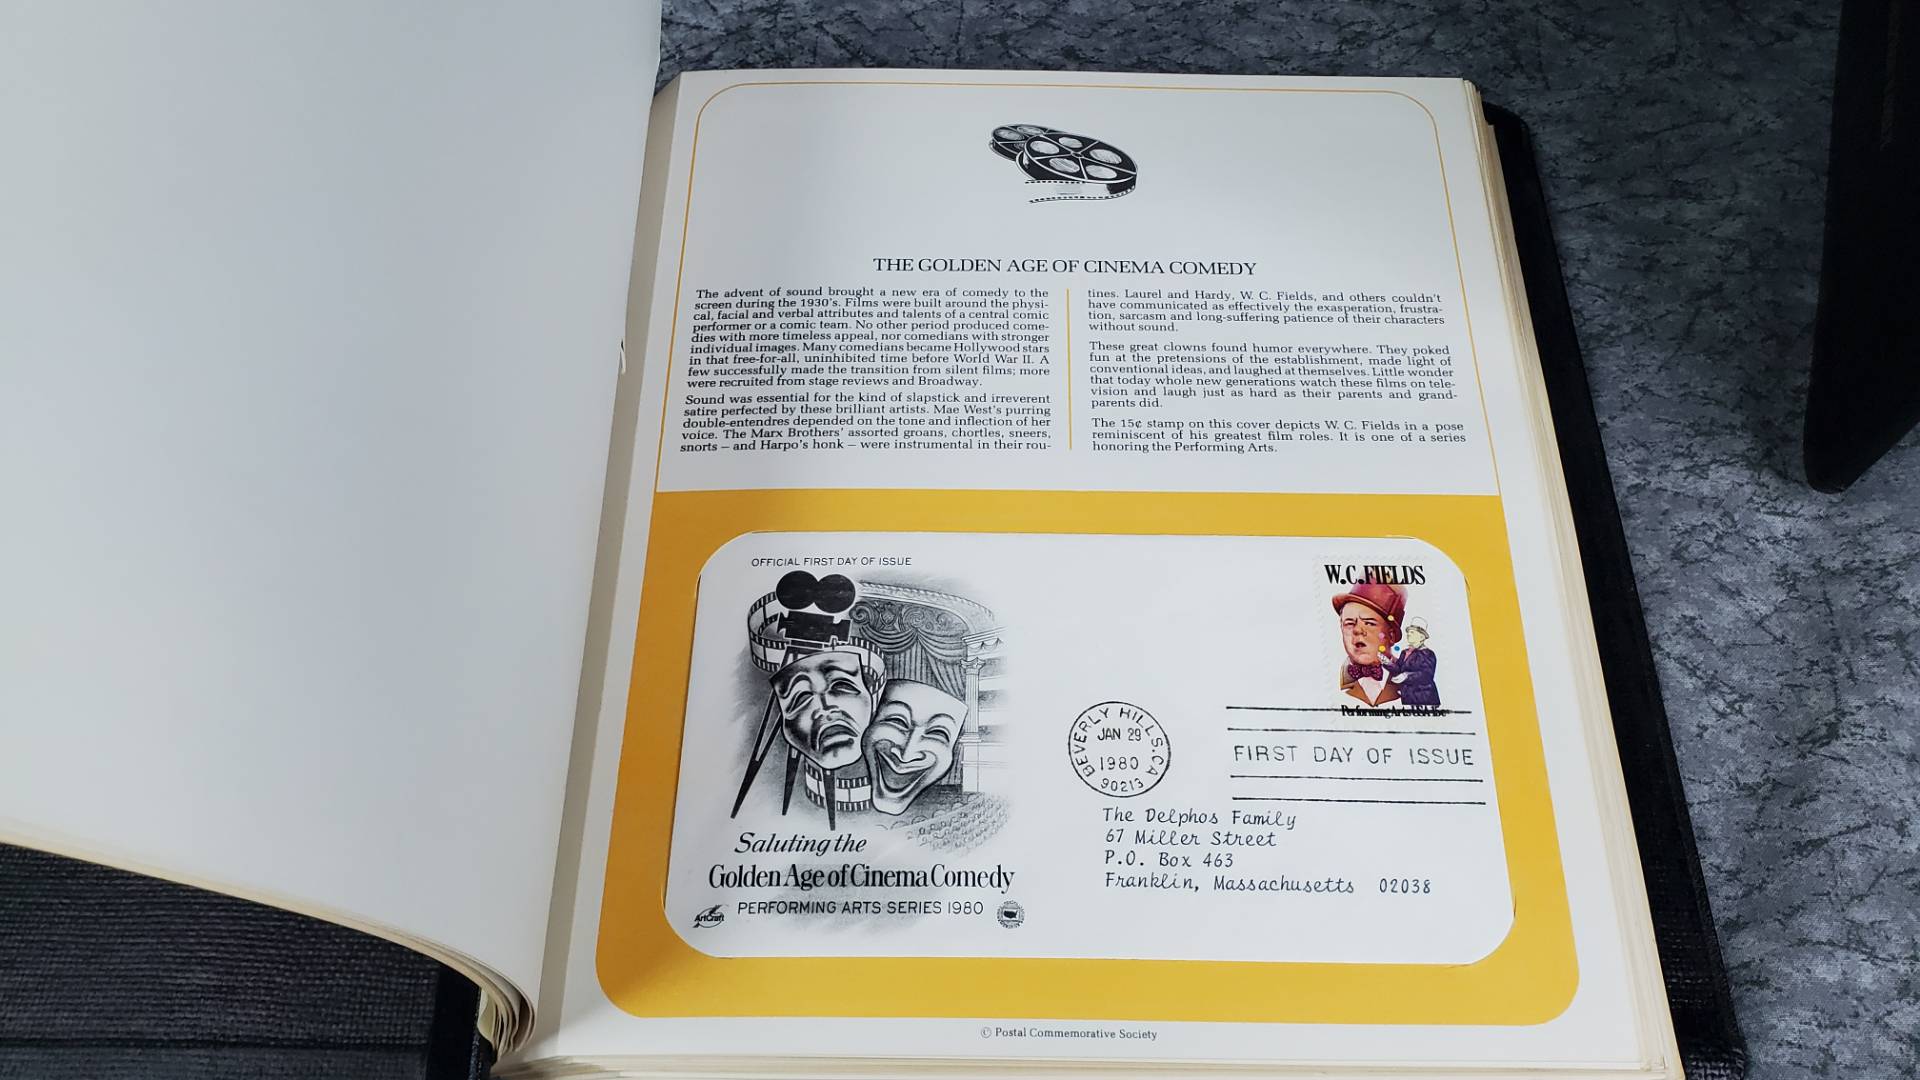 THE GOLDEN AGE OF CINEMA COMEDY
The advent of sound brought a new era of comedy to the
screen during the 1930's. Films were built around the physi-
cal, facial and verbal attributes and talents of a central comic
performer or a comic team. No other period produced come-
dies with more timeless appeal, nor comedians with stronger
individual images. Many comedians became Hollywood stars
in that free-for-all, uninhibited time before World War II. A
few successfully made the transition from silent films; more
were recruited from stage reviews and Broadway.
Sound was essential for the kind of slapstick and irreverent
satire perfected by these brilliant artists. Mae West's purring
double-entendres depended on the tone and inflection of her
voice. The Marx Brothers' assorted groans, chortles, sneers,
snorts – and Harpo's honk – were instrumental in their rou-
tines. Laurel and Hardy, W. C. Fields, and others couldn't
have communicated as effectively the exasperation, frustra-
tion, sarcasm and long-suffering patience of their characters
without sound.
These great clowns found humor everywhere. They poked
fun at the pretensions of the establishment, made light of
conventional ideas, and laughed at themselves. Little wonder
that today whole new generations watch these films on tele-
vision and laugh just as hard as their parents and grand-
parents did.
The 15¢ stamp on this cover depicts W. C. Fields in a pose
reminiscent of his greatest film roles. It is one of a series
honoring the Performing Arts.
OFFICIAL FIRST DAY OF ISSUE
Saluting the
Golden Age of Cinema Comedy
PERFORMING ARTS SERIES 1980
ArtCraft
W.C.FIELDS
Performing Arts USA 15c
BEVERLY HILLS, CA
JAN 29
1980
90213
FIRST DAY OF ISSUE
The Delphos Family
67 Miller Street
P.O. Box 463
Franklin, Massachusetts 02038
© Postal Commemorative Society